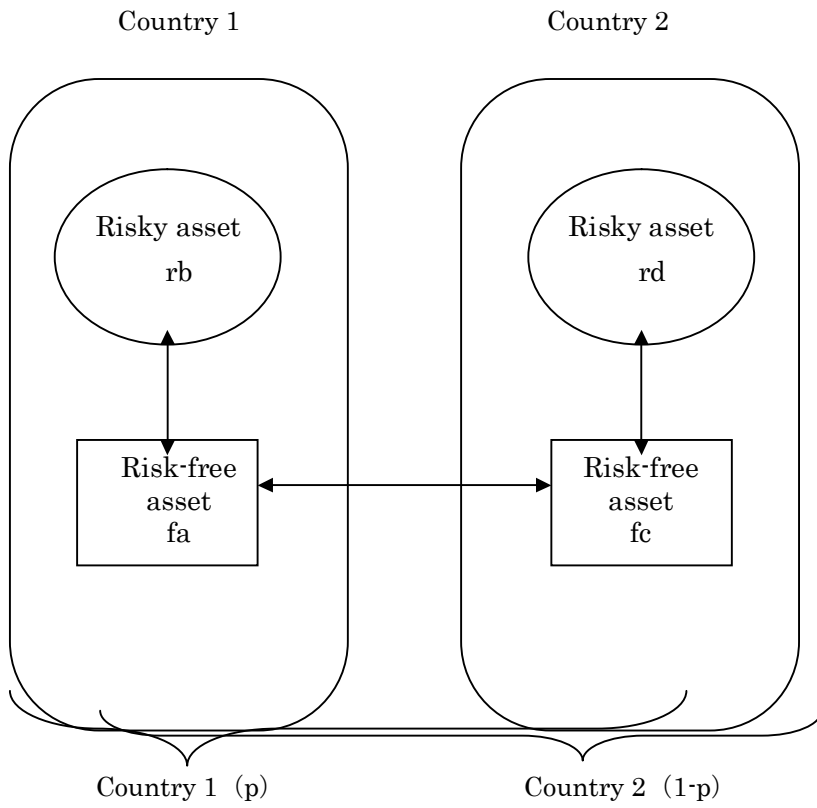 Country 1
Country 2
Risky asset
rb
Risky asset
rd
Risk-free
asset
fa
Risk-free
asset
fc
Country 1 (p)
Country 2 (1-p)